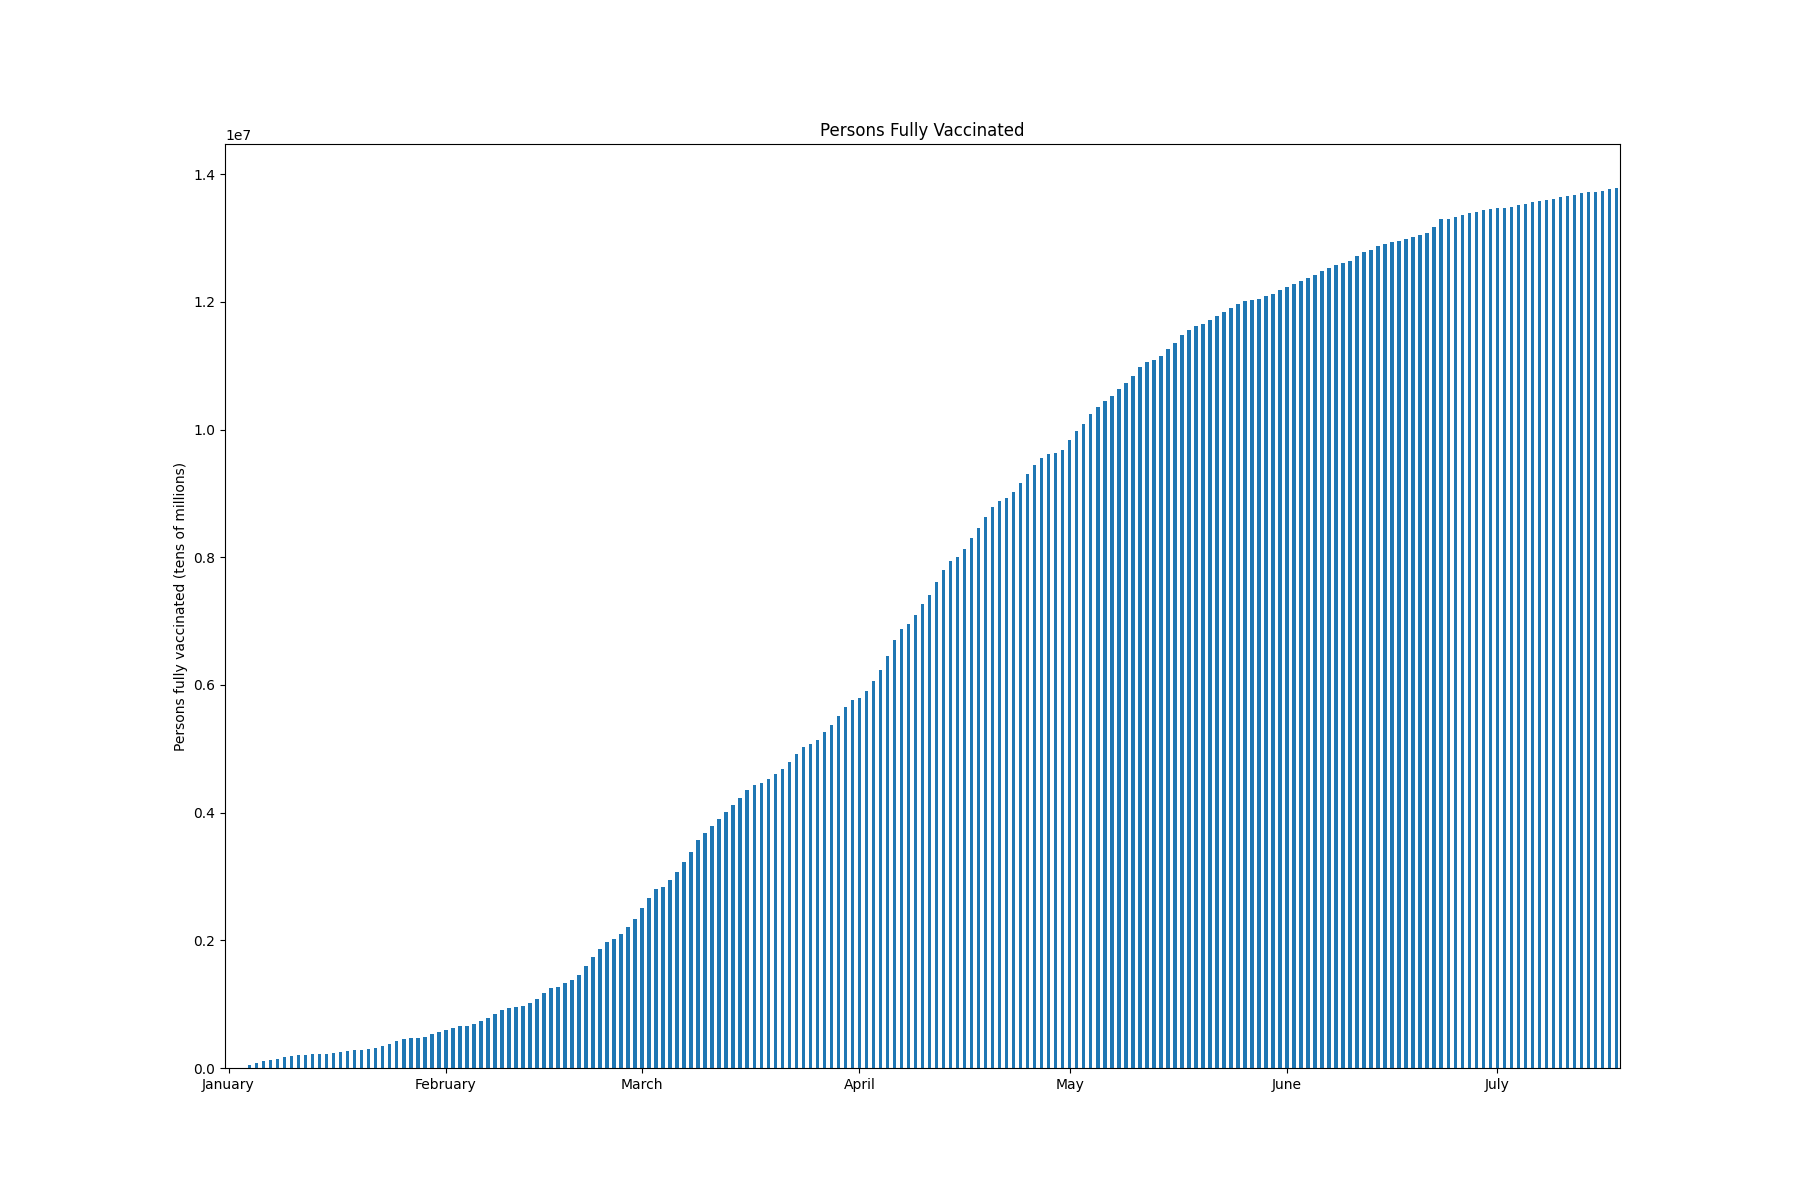 Persons Fully Vaccinated
1e7
1.4
1.2
1.0
0.8
0.6
0.4
0.2
0.0
Persons fully vaccinated (tens of millions)
January February March April May June July